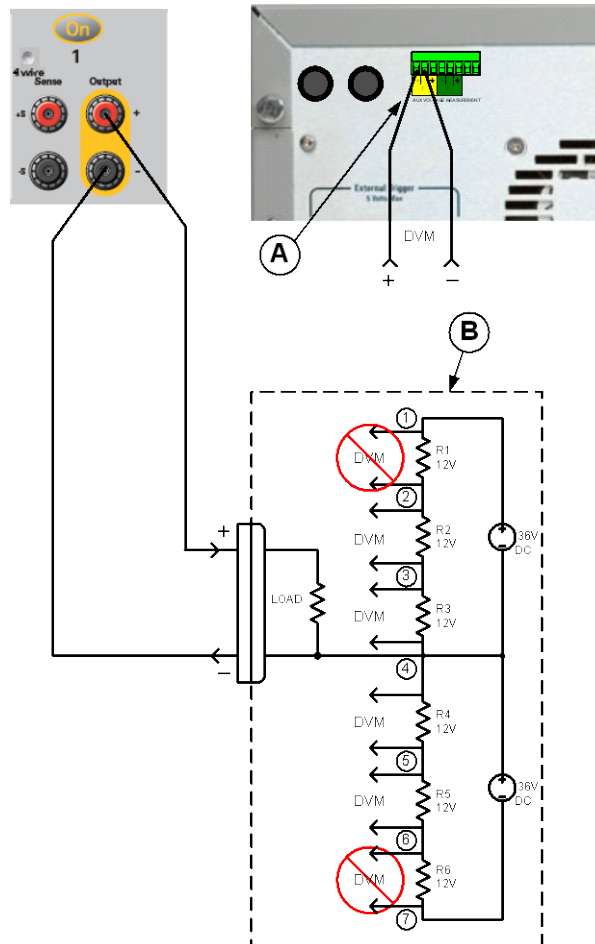 On
1
4 wire
Sense
Output
+S
+
-S
−
AUX VOLTAGE MEASUREMENT
External Trigger
5 Volts Max
A
DVM
+
−
B
1
DVM
R1
12V
2
+
36V
DC
−
DVM
R2
12V
+
3
LOAD
DVM
R3
12V
−
4
DVM
R4
12V
5
+
36V
DC
−
DVM
R5
12V
6
DVM
R6
12V
7